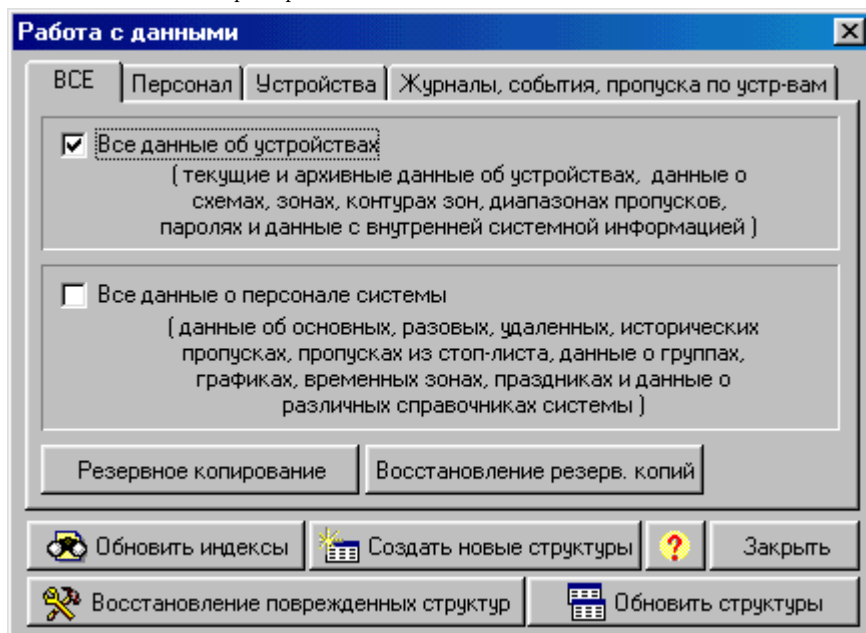 Работа с данными
ВСЕ
Персонал
Устройства
Журналы, события, пропуска по устр-вам
Все данные об устройствах
( текущие и архивные данные об устройствах, данные о
схемах, зонах, контурах зон, диапазонах пропусков,
паролях и данные с внутренней системной информацией )
Все данные о персонале системы
( данные об основных, разовых, удаленных, исторических
пропусках, пропусках из стоп-листа, данные о группах,
графиках, временных зонах, праздниках и данные о
различных справочниках системы )
Резервное копирование
Восстановление резерв. копий
Обновить индексы
Создать новые структуры
?
Закрыть
Восстановление поврежденных структур
Обновить структуры